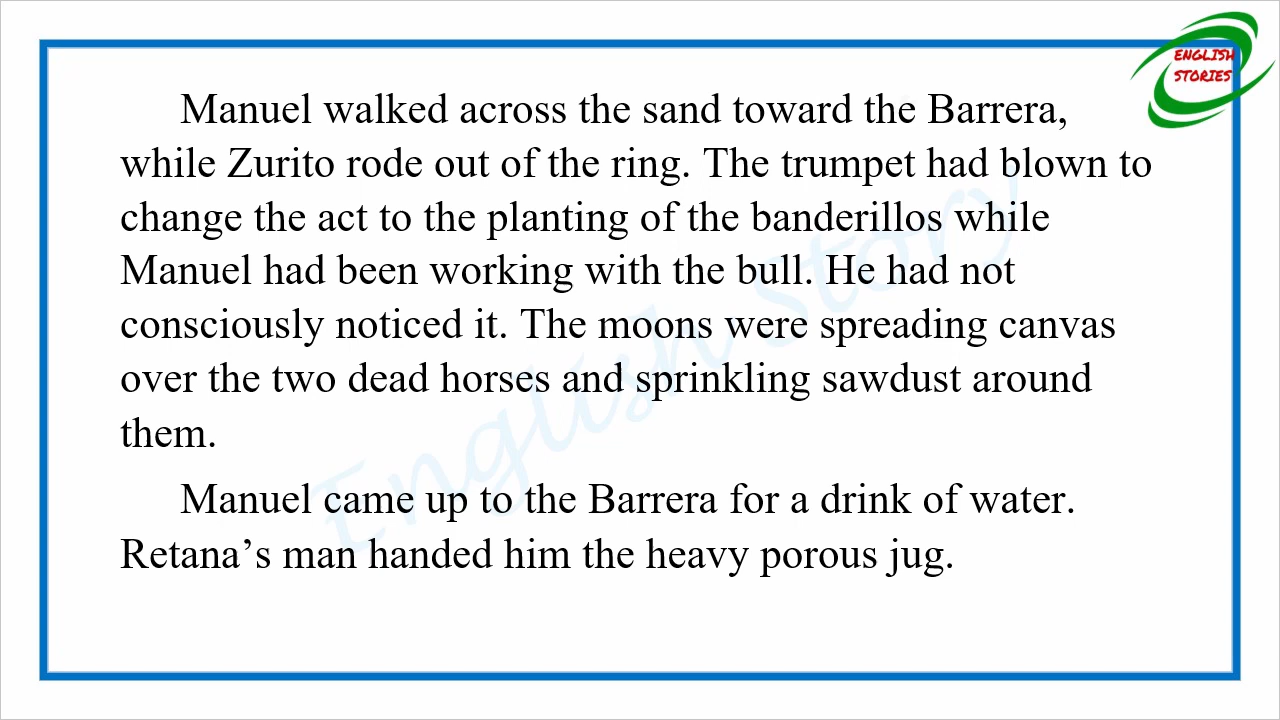 ENGLISH
STORIES
Manuel walked across the sand toward the Barrera,
while Zurito rode out of the ring. The trumpet had blown to
change the act to the planting of the banderillos while
Manuel had been working with the bull. He had not
consciously noticed it. The moons were spreading canvas
over the two dead horses and sprinkling sawdust around
them.
Manuel came up to the Barrera for a drink of water.
Retana’s man handed him the heavy porous jug.
English Story